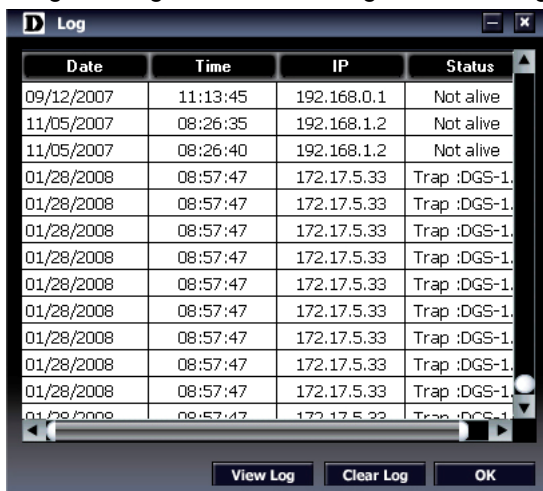 D Log
Date Time IP Status
09/12/2007 11:13:45 192.168.0.1 Not alive
11/05/2007 08:26:35 192.168.1.2 Not alive
11/05/2007 08:26:40 192.168.1.2 Not alive
01/28/2008 08:57:47 172.17.5.33 Trap :DGS-1.
01/28/2008 08:57:47 172.17.5.33 Trap :DGS-1.
01/28/2008 08:57:47 172.17.5.33 Trap :DGS-1.
01/28/2008 08:57:47 172.17.5.33 Trap :DGS-1.
01/28/2008 08:57:47 172.17.5.33 Trap :DGS-1.
01/28/2008 08:57:47 172.17.5.33 Trap :DGS-1.
01/28/2008 08:57:47 172.17.5.33 Trap :DGS-1.
01/28/2008 08:57:47 172.17.5.33 Trap :DGS-1.
01/28/2008 08:57:47 172.17.5.33 Trap :DGS-1.
View Log Clear Log OK